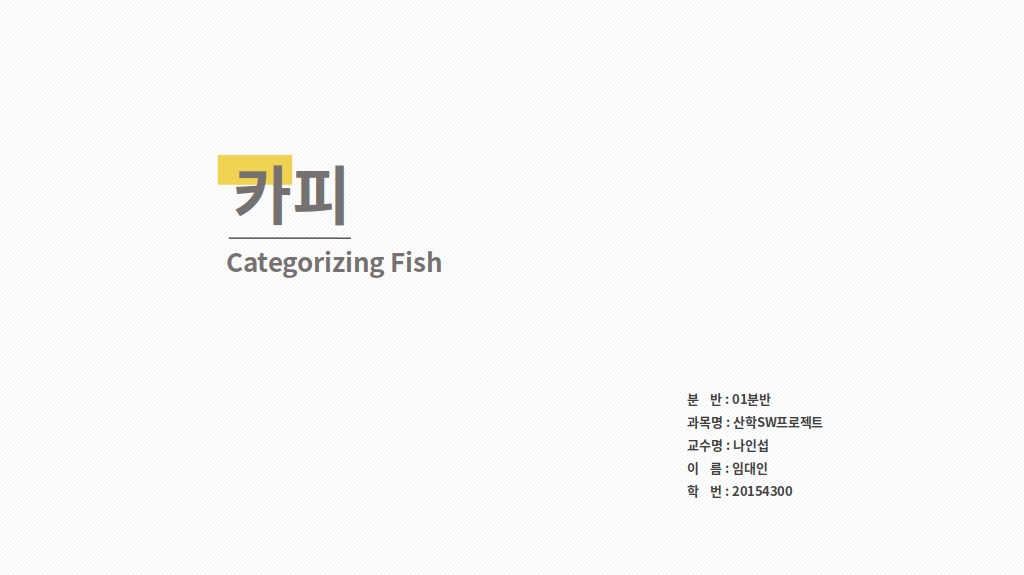 카피
Categorizing Fish
분 반 : 01분반
과목명 : 산학SW프로젝트
교수명 : 나인섭
이 름 : 임대인
학 번 : 20154300